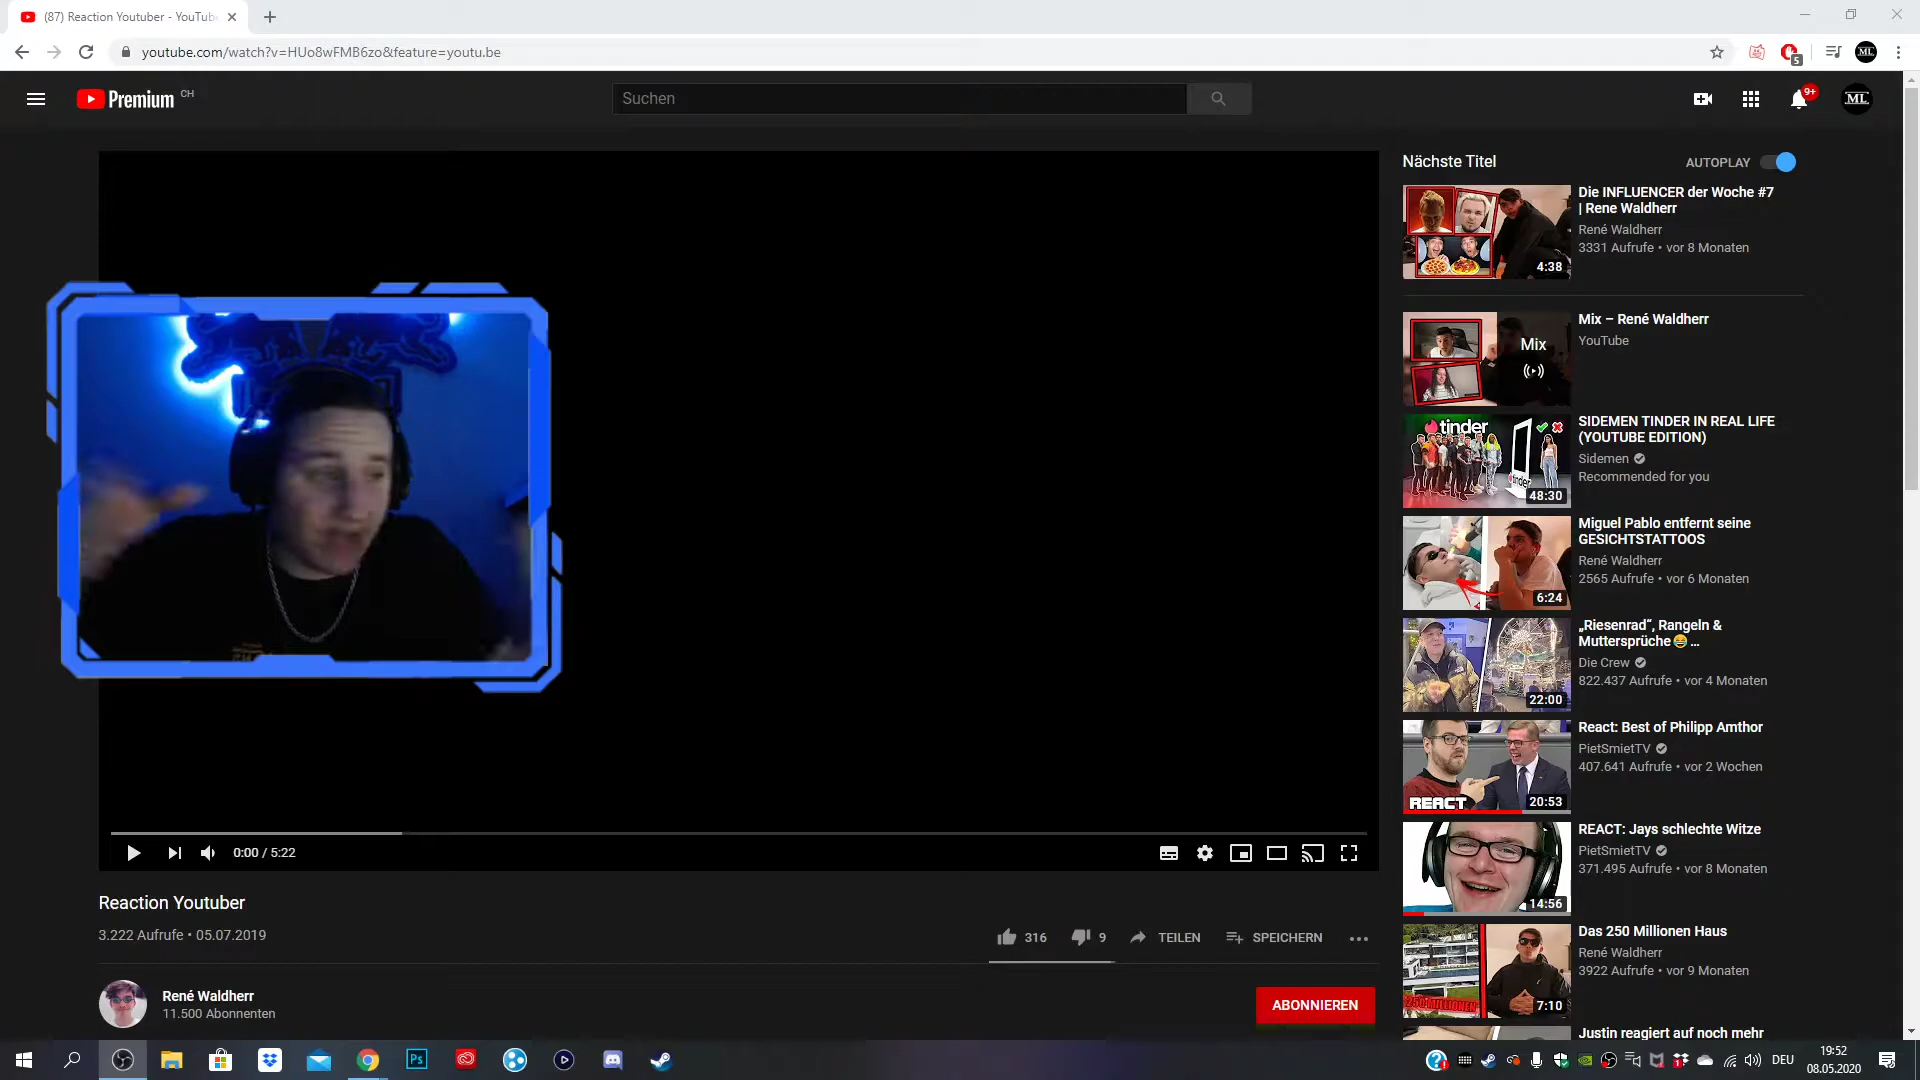 (87) Reaction Youtuber - YouTube
youtube.com/watch?v=HUo8wFMB6zo&feature=youtu.be
5
ML
Premium CH
Suchen
9+
ML
Nächste Titel
AUTOPLAY
Die INFLUENCER der Woche #7
| Rene Waldherr
René Waldherr
3331 Aufrufe • vor 8 Monaten
4:38
Mix
Mix – René Waldherr
YouTube
tinder
48:30
SIDEMEN TINDER IN REAL LIFE
(YOUTUBE EDITION)
Sidemen
Recommended for you
Miguel Pablo entfernt seine
GESICHTSTATTOOS
René Waldherr
2565 Aufrufe • vor 6 Monaten
6:24
„Riesenrad“, Rangeln &
Muttersprüche😂 ...
Die Crew
822.437 Aufrufe • vor 4 Monaten
22:00
React: Best of Philipp Amthor
PietSmietTV
407.641 Aufrufe • vor 2 Wochen
REACT
20:53
REACT: Jays schlechte Witze
PietSmietTV
371.495 Aufrufe • vor 8 Monaten
14:56
Das 250 Millionen Haus
René Waldherr
3922 Aufrufe • vor 9 Monaten
7:10
Justin reagiert auf noch mehr
0:00 / 5:22
Reaction Youtuber
3.222 Aufrufe • 05.07.2019
316
9
TEILEN
SPEICHERN
René Waldherr
11.500 Abonnenten
ABONNIEREN
Ps
DEU
19:52
08.05.2020